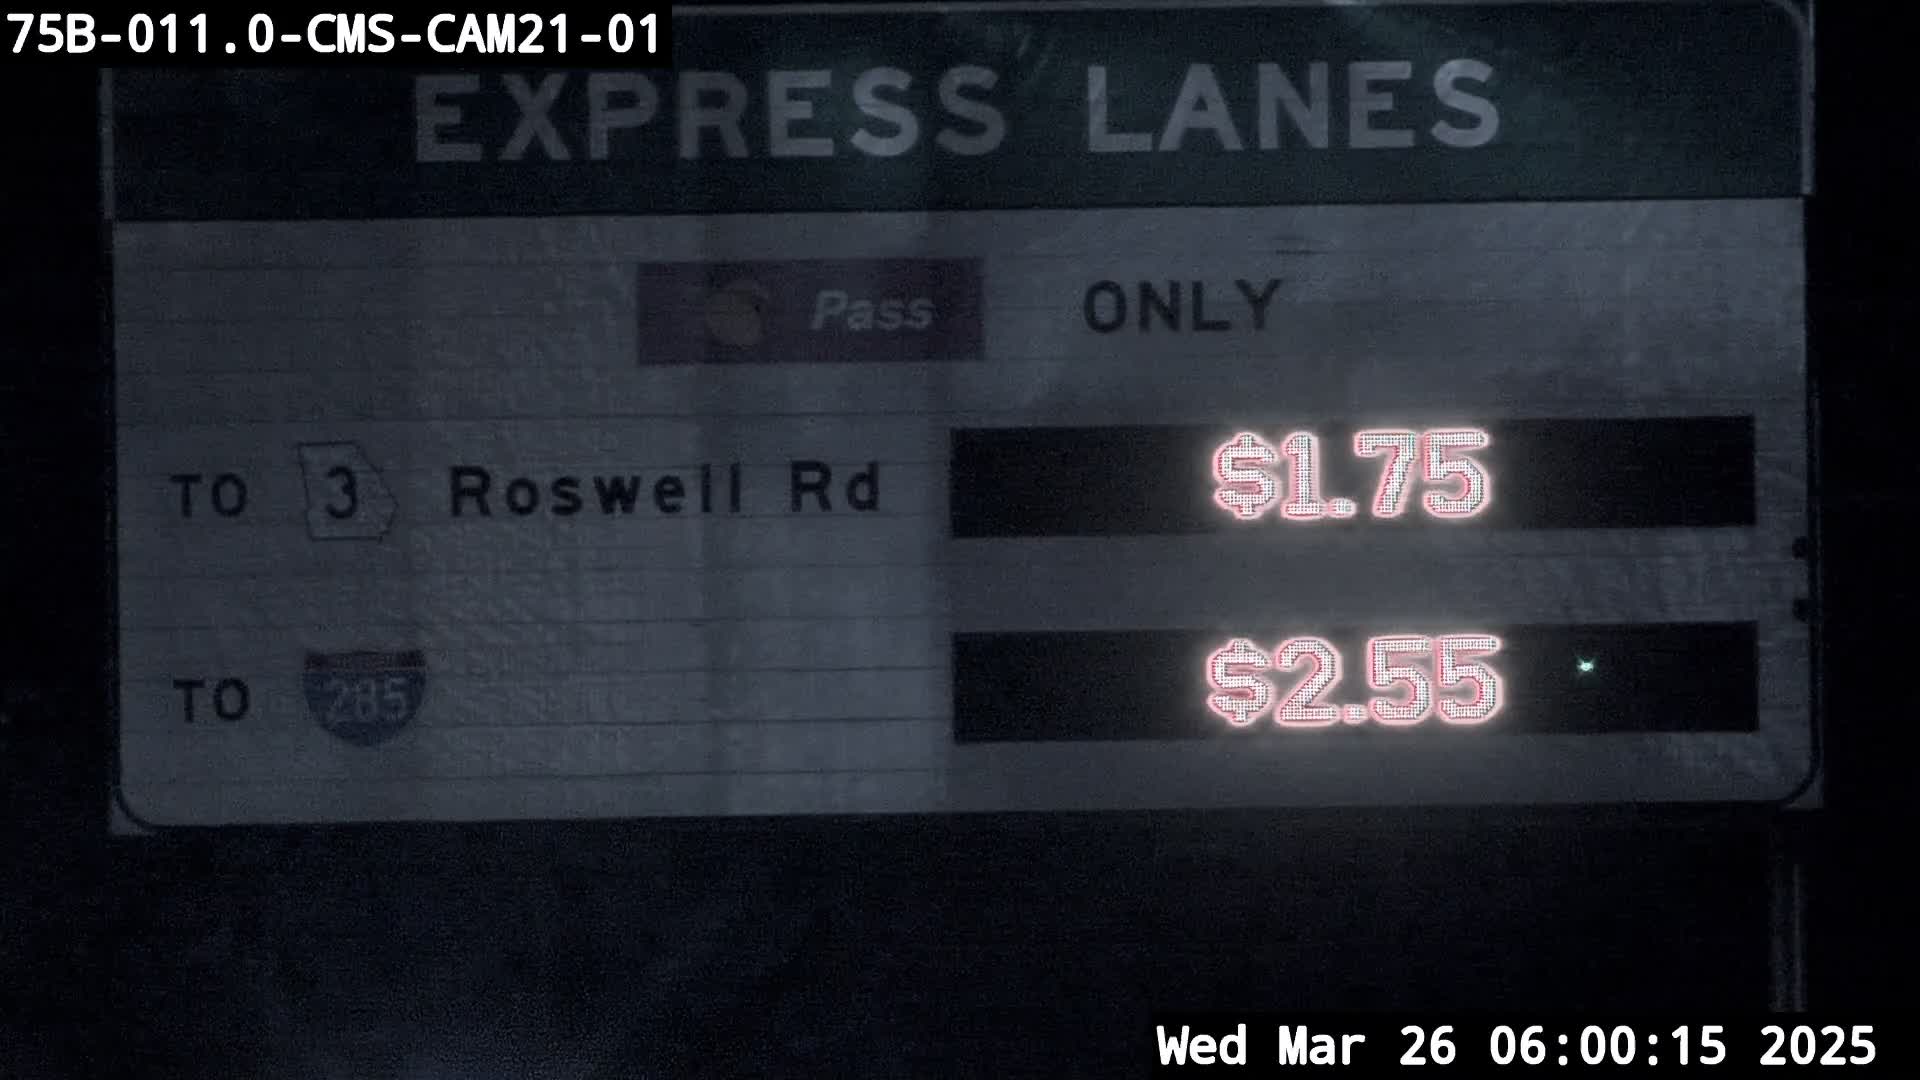 75B-011.0-CMS-CAM21-01
EXPRESS LANES
Pass ONLY
TO 3 Roswell Rd $1.75
TO 285 $2.55
Wed Mar 26 06:00:15 2025